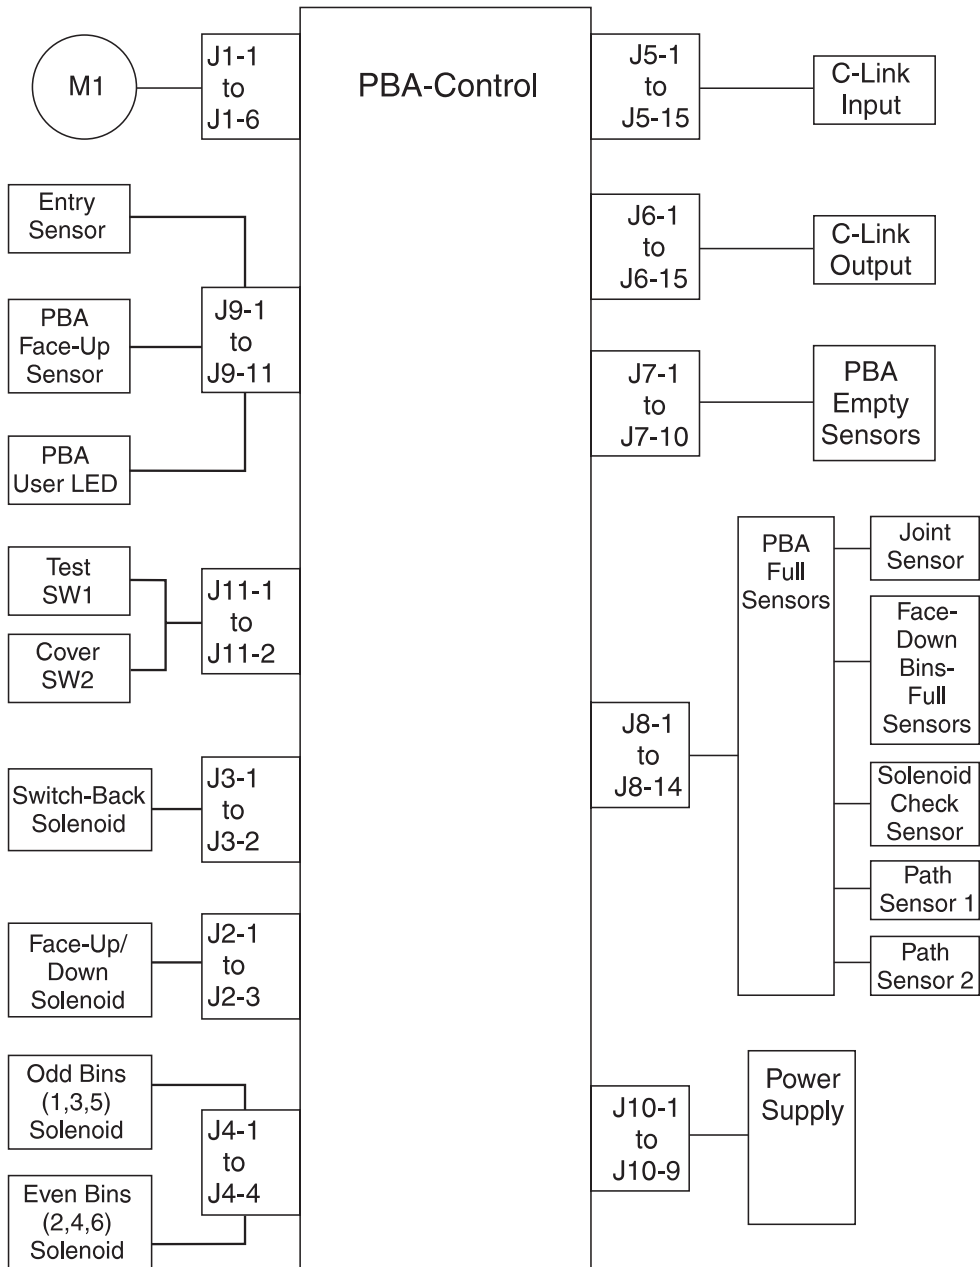 PBA-Control
M1
J1-1
to
J1-6
Entry
Sensor
PBA
Face-Up
Sensor
PBA
User LED
J9-1
to
J9-11
Test
SW1
Cover
SW2
J11-1
to
J11-2
Switch-Back
Solenoid
J3-1
to
J3-2
Face-Up/
Down
Solenoid
J2-1
to
J2-3
Odd Bins
(1,3,5)
Solenoid
Even Bins
(2,4,6)
Solenoid
J4-1
to
J4-4
J5-1
to
J5-15
C-Link
Input
J6-1
to
J6-15
C-Link
Output
J7-1
to
J7-10
PBA
Empty
Sensors
J8-1
to
J8-14
PBA
Full
Sensors
Joint
Sensor
Face-
Down
Bins-
Full
Sensors
Solenoid
Check
Sensor
Path
Sensor 1
Path
Sensor 2
J10-1
to
J10-9
Power
Supply